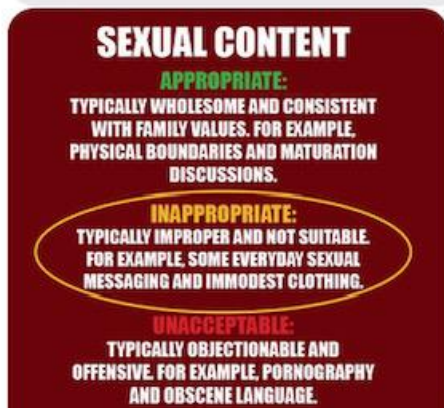 SEXUAL CONTENT
APPROPRIATE:
TYPICALLY WHOLESOME AND CONSISTENT
WITH FAMILY VALUES. FOR EXAMPLE,
PHYSICAL BOUNDARIES AND MATURATION
DISCUSSIONS.
INAPPROPRIATE:
TYPICALLY IMPROPER AND NOT SUITABLE.
FOR EXAMPLE, SOME EVERYDAY SEXUAL
MESSAGING AND IMMODEST CLOTHING.
UNACCEPTABLE:
TYPICALLY OBJECTIONABLE AND
OFFENSIVE. FOR EXAMPLE, PORNOGRAPHY
AND OBSCENE LANGUAGE.